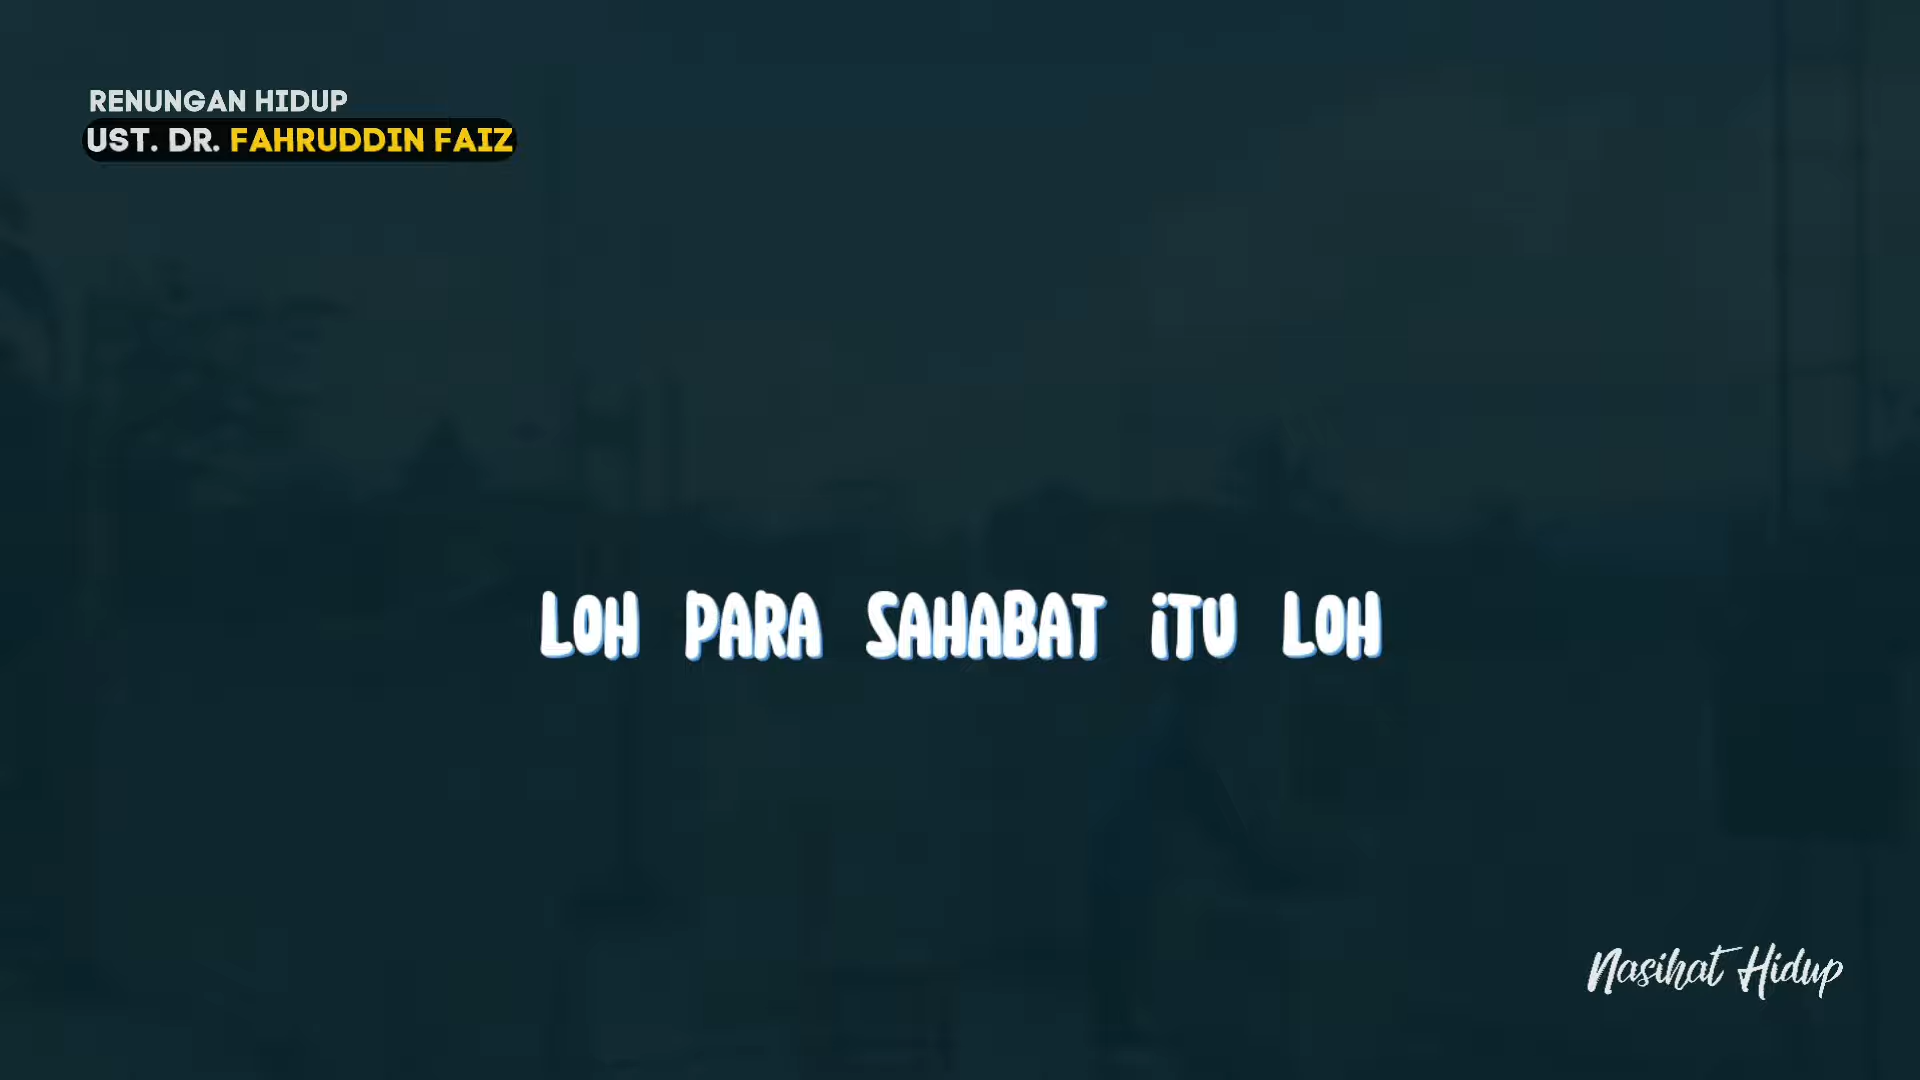 RENUNGAN HIDUP
UST. DR. FAHRUDDIN FAIZ
LOH PARA SAHABAT iTU LOH
Nasihat Hidup